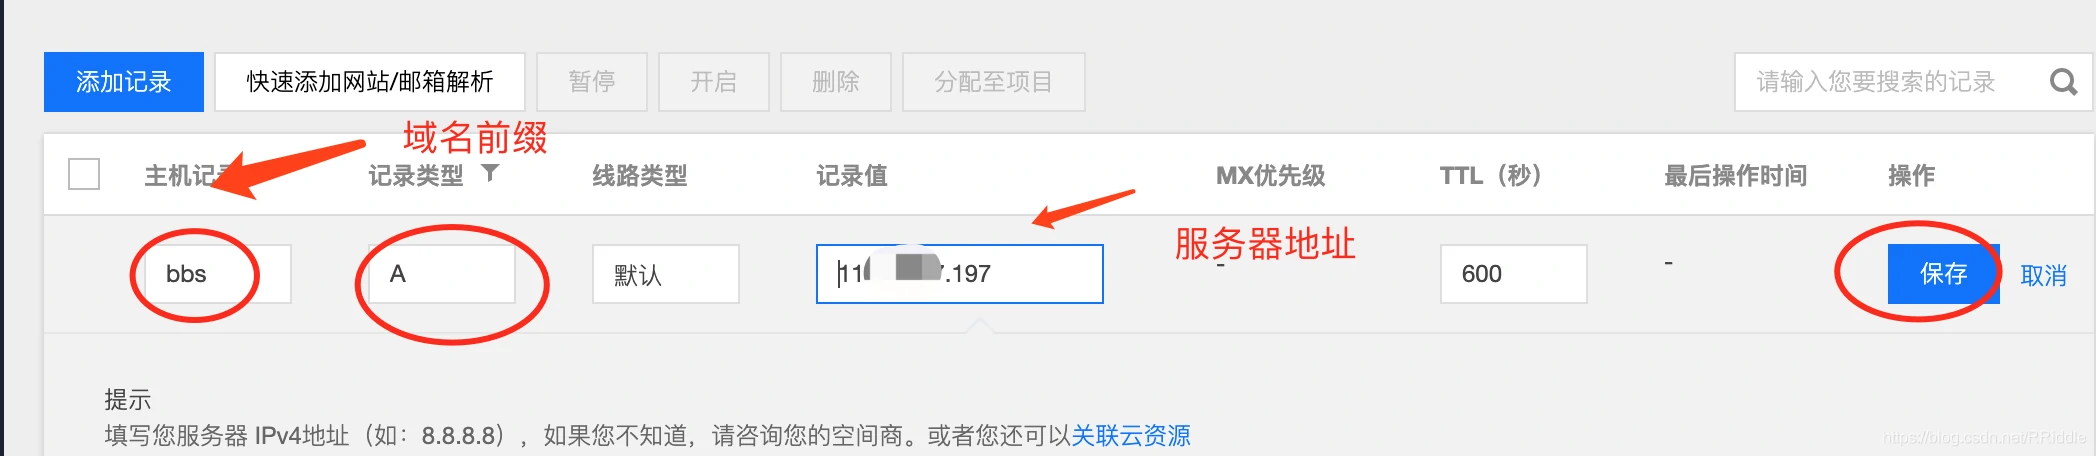 添加记录 快速添加网站/邮箱解析 暂停 开启 删除 分配至项目 请输入您要搜索的记录
域名前缀
主机记 记录类型 线路类型 记录值 MX优先级 TTL（秒） 最后操作时间 操作
服务器地址
bbs A 默认 11 .197 - 600 - 保存 取消
提示
填写您服务器 IPv4地址（如：8.8.8.8），如果您不知道，请咨询您的空间商。或者您还可以关联云资源
https://blog.csdn.net/RRiddle